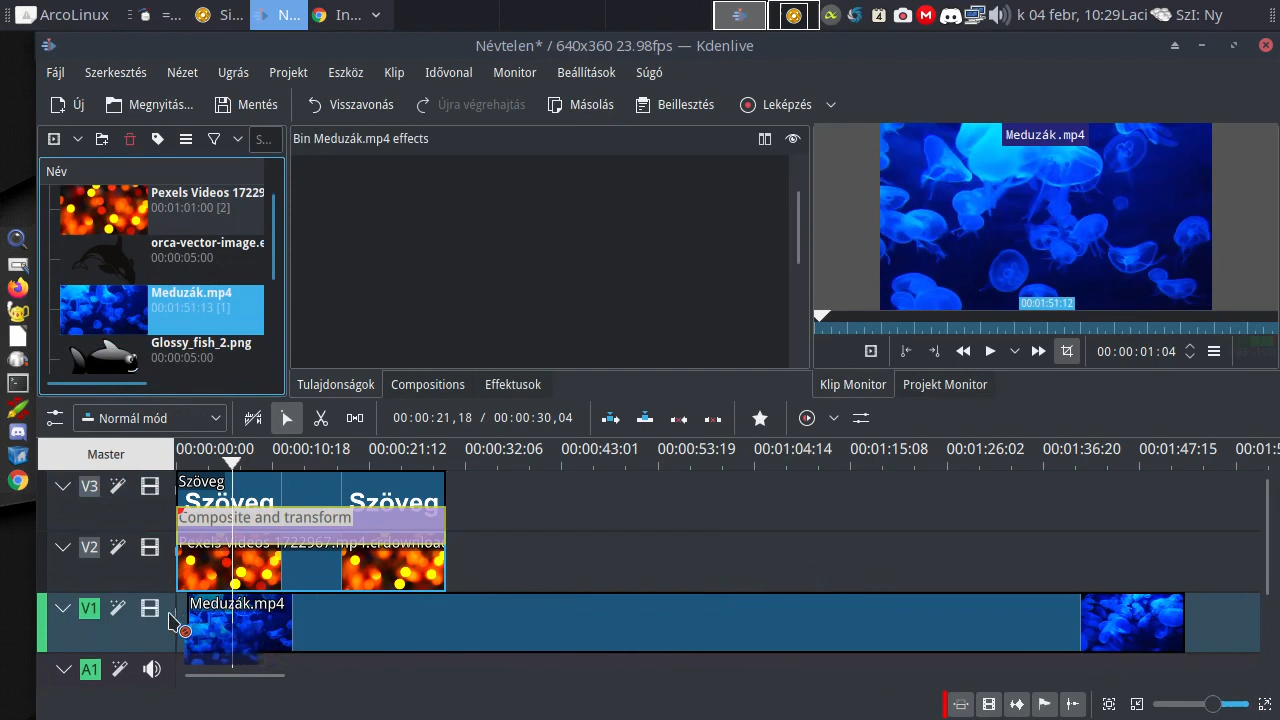 ArcoLinux
=...
Si...
N...
In...
k 04 febr, 10:29
Laci
SzI: Ny
Névtelen* / 640x360 23.98fps — Kdenlive
Fájl Szerkesztés Nézet Ugrás Projekt Eszköz Klip Idővonal Monitor Beállítások Súgó
Új Megnyitás... Mentés Visszavonás Újra végrehajtás Másolás Beillesztés Leképzés
S...
Bin Meduzák.mp4 effects
Név
Pexels Videos 17229
00:01:01:00 [2]
orca-vector-image.e
00:00:05:00
Meduzák.mp4
00:01:51:13 [1]
Glossy_fish_2.png
00:00:05:00
Meduzák.mp4
00:01:51:12
00:00:01:04
Tulajdonságok Compositions Effektusok
Klip Monitor Projekt Monitor
Normál mód
00:00:21,18 / 00:00:30,04
Master
00:00:00:00 00:00:10:18 00:00:21:12 00:00:32:06 00:00:43:01 00:00:53:19 00:01:04:14 00:01:15:08 00:01:26:02 00:01:36:20 00:01:47:15 00:01:5
V3
Szöveg
Szöveg Szöveg
Composite and transform
V2
Pexels Videos 1722967.mp4.crdownload
V1
Meduzák.mp4
A1